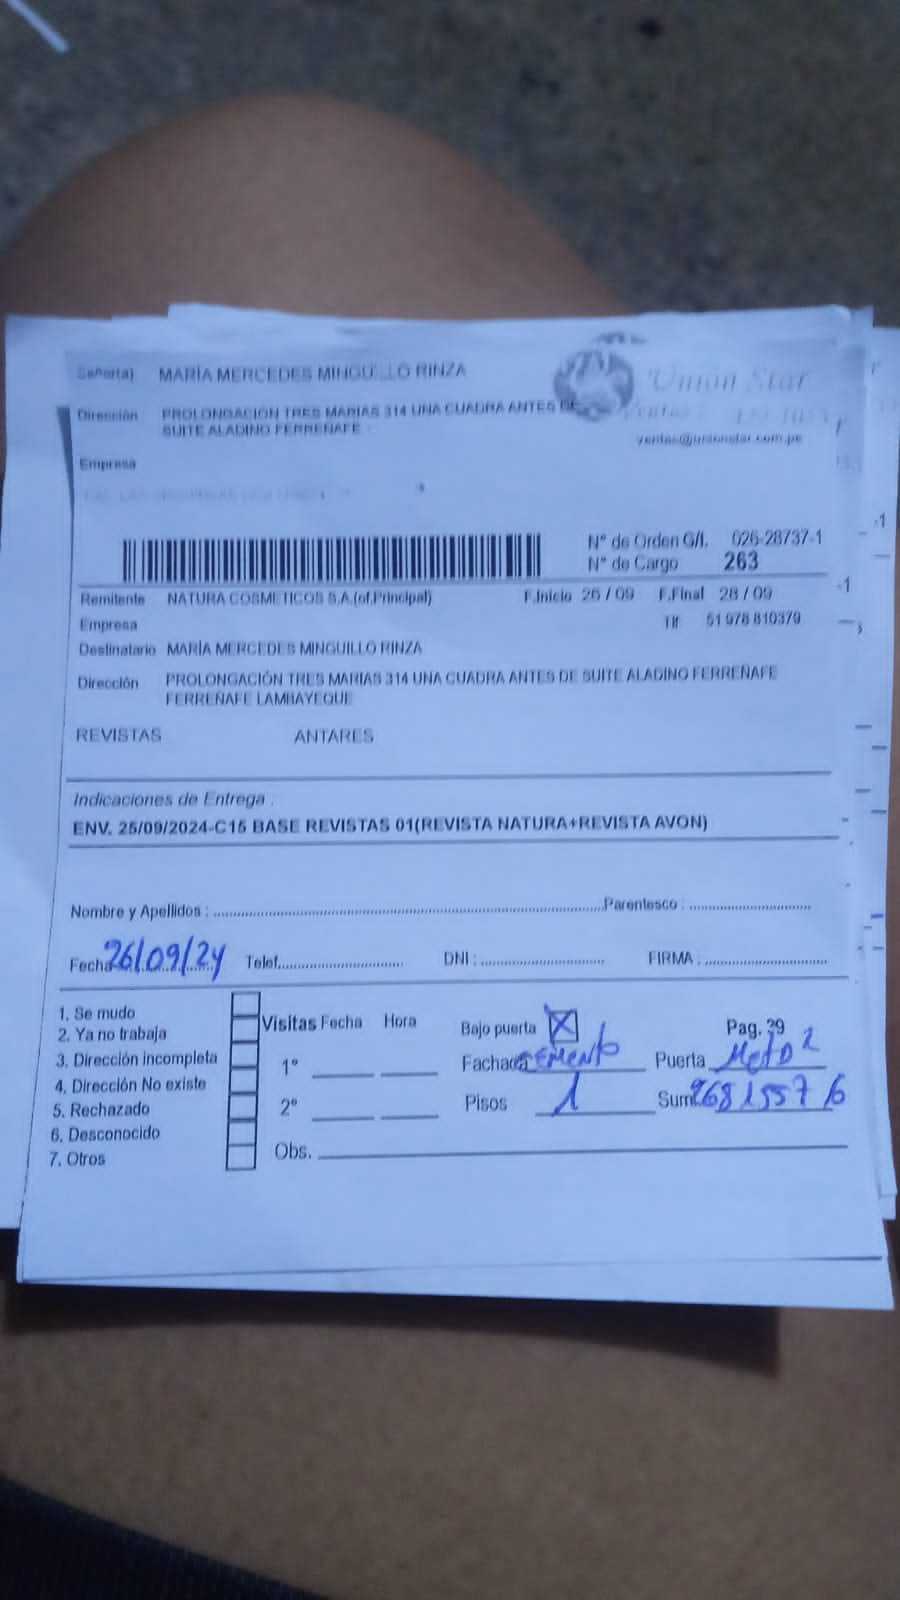 Señor(a) MARÍA MERCEDES MINGUILLO RINZA
Unión Star
Dirección PROLONGACIÓN TRES MARIAS 314 UNA CUADRA ANTES DE
SUITE ALADINO FERREÑAFE
ventas@unionstar.com.pe
Empresa
N° de Orden G/I. 026-28737-1
N° de Cargo 263
Remitente NATURA COSMETICOS S.A.(of.Principal) F.Inicio 26 / 09 F.Final 28 / 09
Empresa Tlf 51 978 810379
Destinatario MARÍA MERCEDES MINGUILLO RINZA
Dirección PROLONGACIÓN TRES MARIAS 314 UNA CUADRA ANTES DE SUITE ALADINO FERREÑAFE
FERREÑAFE LAMBAYEQUE
REVISTAS ANTARES
Indicaciones de Entrega :
ENV. 25/09/2024-C15 BASE REVISTAS 01(REVISTA NATURA+REVISTA AVON)
Nombre y Apellidos : Parentesco :
Fecha 26/09/24 Telef. DNI : FIRMA :
1. Se mudo
2. Ya no trabaja
3. Dirección incompleta
4. Dirección No existe
5. Rechazado
6. Desconocido
7. Otros
Visitas Fecha Hora
1°
2°
Obs.
Bajo puerta X Pag. 39
Fachada CEMENTO Puerta
Pisos 1 Sum.